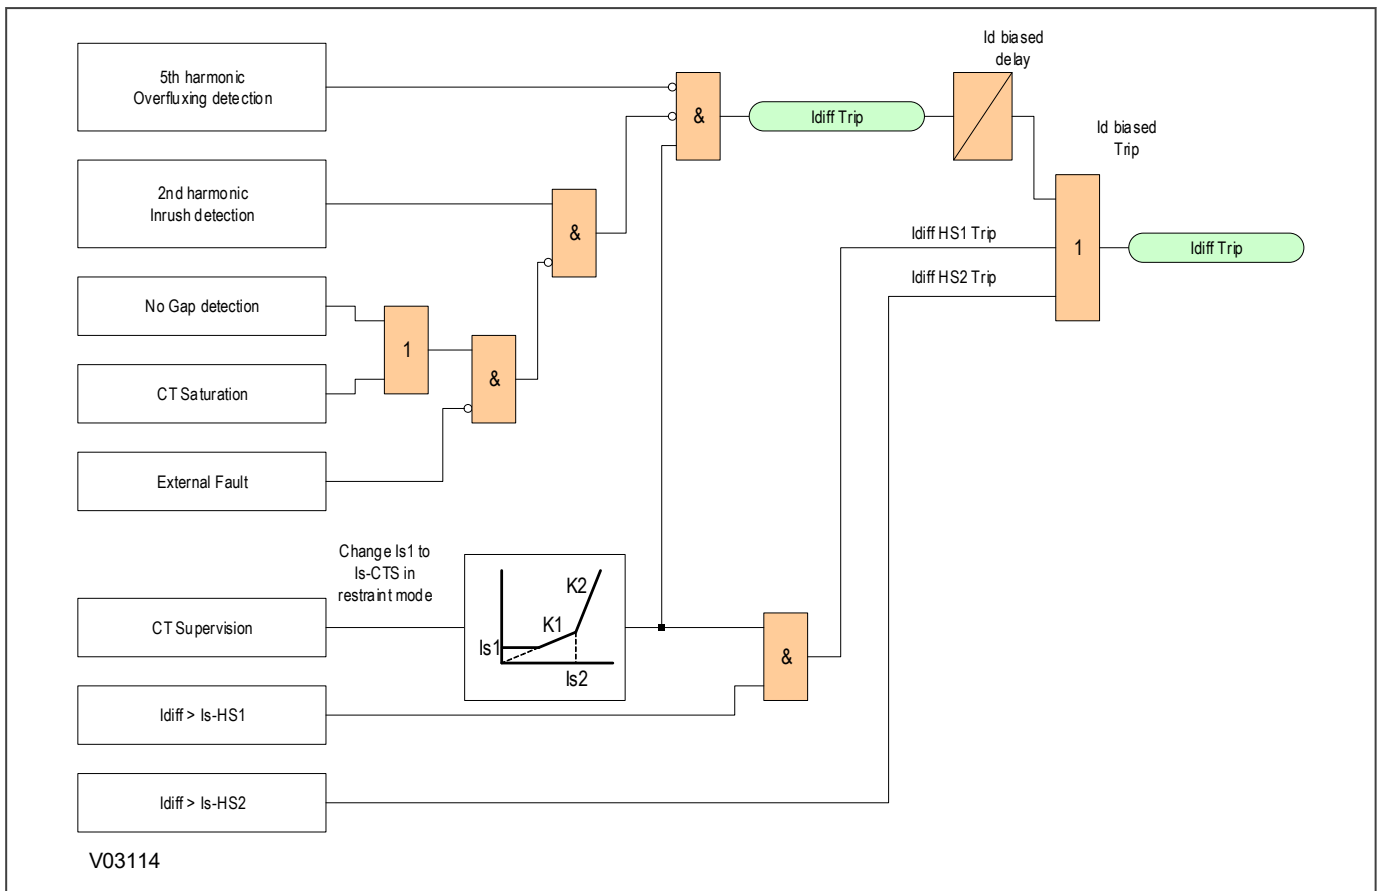 5th harmonic
Overfluxing detection
2nd harmonic
Inrush detection
No Gap detection
CT Saturation
External Fault
CT Supervision
Idiff > Is-HS1
Idiff > Is-HS2
Change Is1 to
Is-CTS in
restraint mode
K2
K1
Is1
Is2
1
&
&
&
&
Idiff Trip
Id biased
delay
Id biased
Trip
Idiff HS1 Trip
Idiff HS2 Trip
1
Idiff Trip
V03114